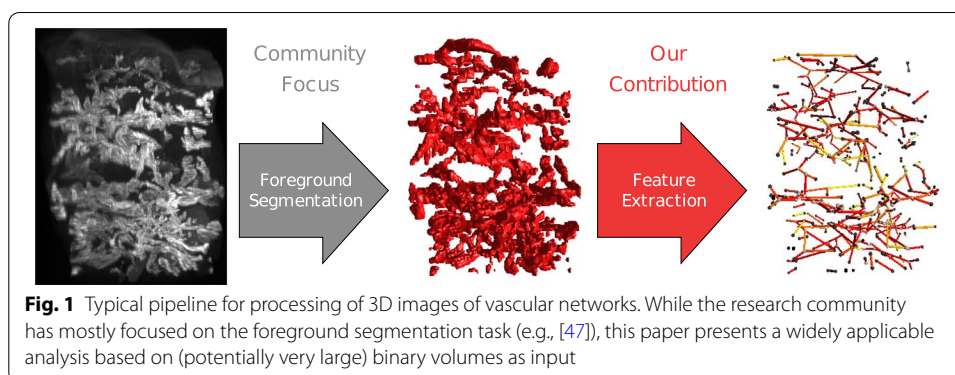 Community
Focus
Our
Contribution
Foreground
Segmentation
Feature
Extraction
Fig. 1 Typical pipeline for processing of 3D images of vascular networks. While the research community
has mostly focused on the foreground segmentation task (e.g., [47]), this paper presents a widely applicable
analysis based on (potentially very large) binary volumes as input